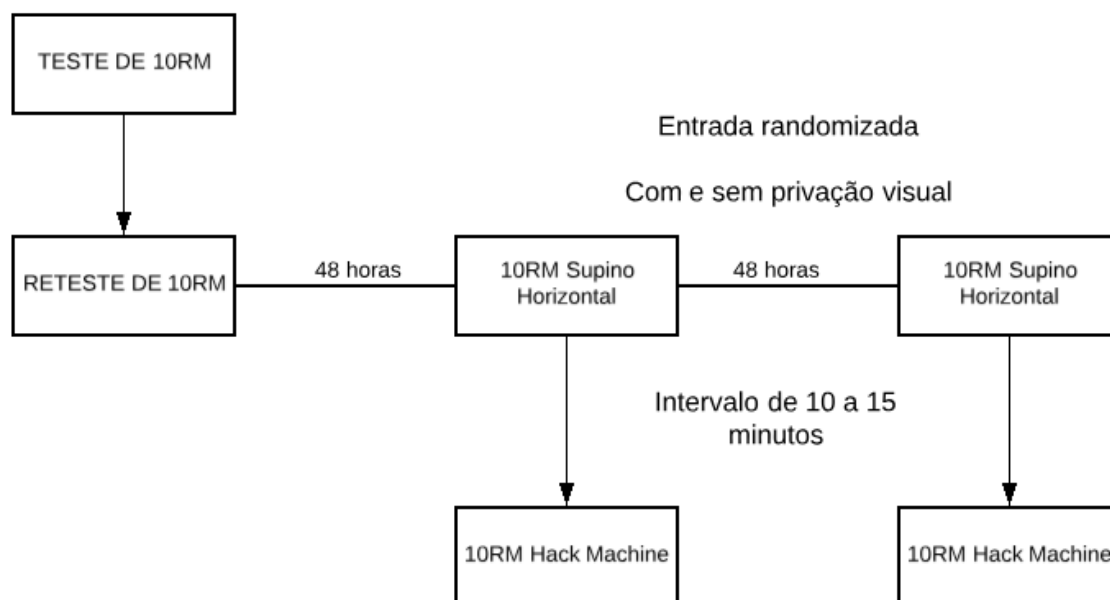 TESTE DE 10RM
Entrada randomizada
Com e sem privação visual
RETESTE DE 10RM
48 horas
10RM Supino
Horizontal
48 horas
10RM Supino
Horizontal
Intervalo de 10 a 15
minutos
10RM Hack Machine
10RM Hack Machine